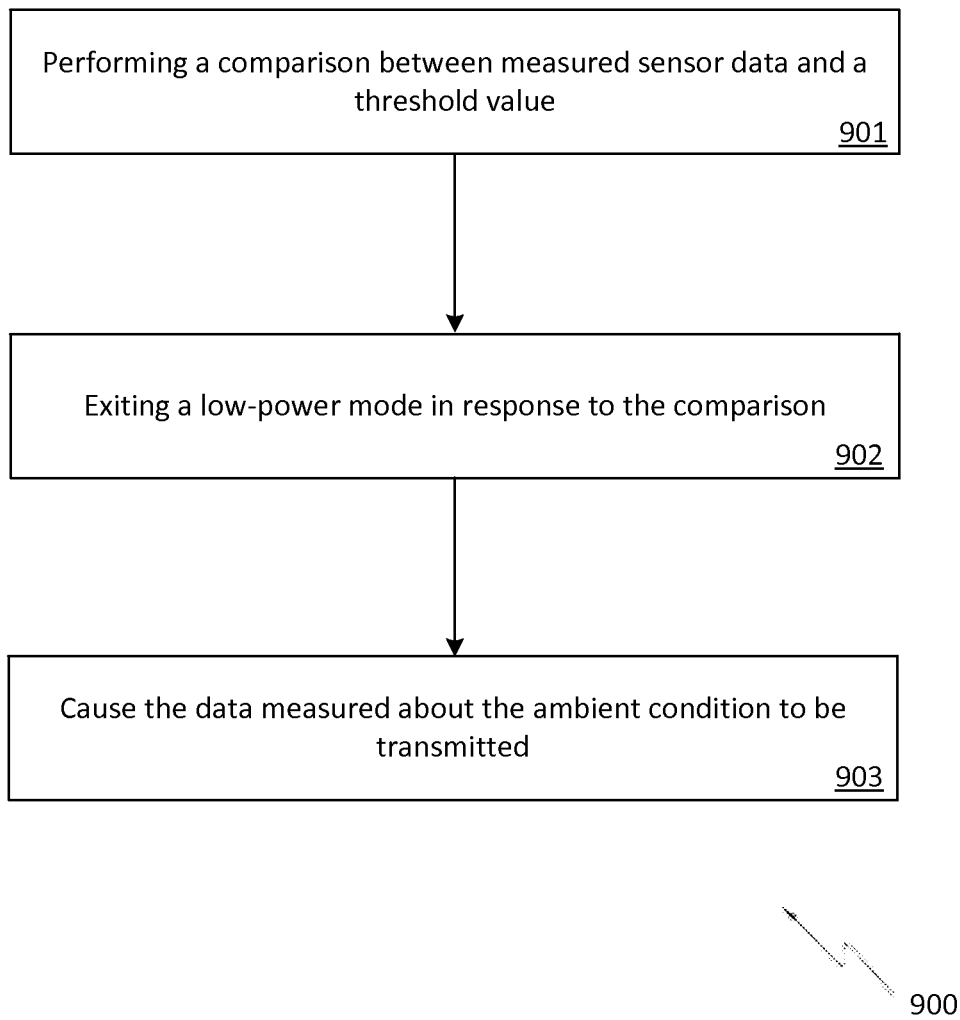 Performing a comparison between measured sensor data and a
threshold value
901
Exiting a low-power mode in response to the comparison
902
Cause the data measured about the ambient condition to be
transmitted
903
900